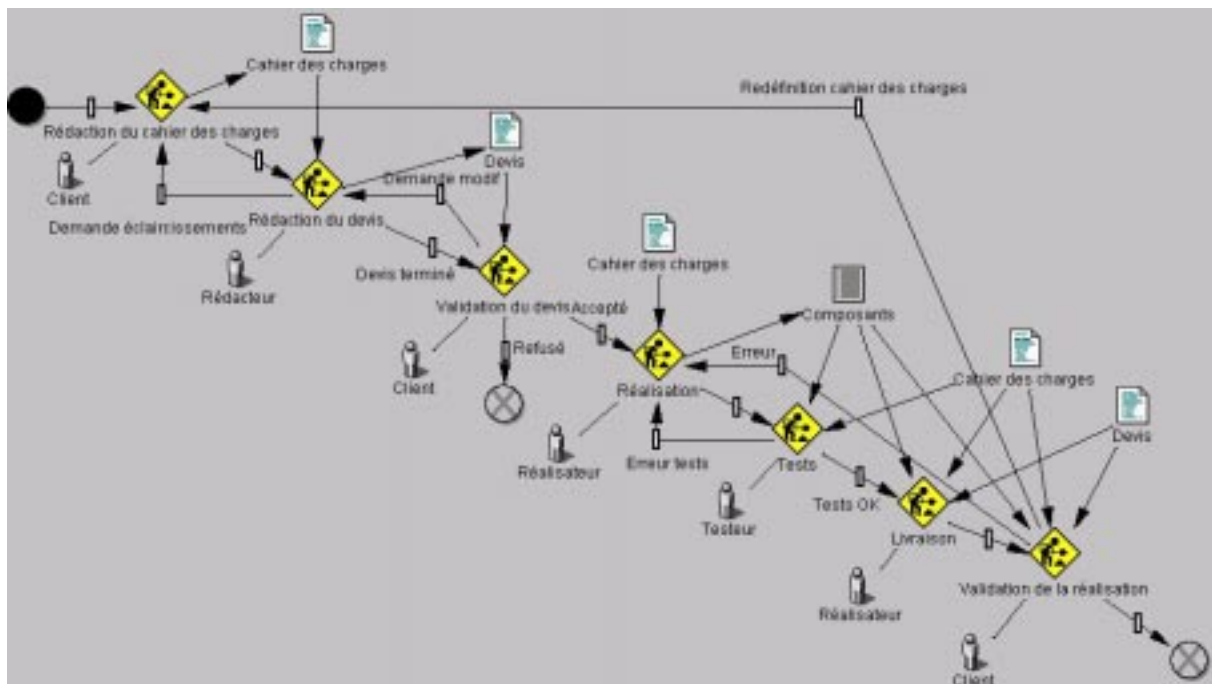 Cahier des charges
Redéfinition cahier des charges
Rédaction du cahier des charges
Devis
Demande modif
Client
Demande éclaircissements
Rédaction du devis
Cahier des charges
Devis terminé
Rédacteur
Validation du devis
Accepté
Composants
Refusé
Erreur
Client
Cahier des charges
Réalisation
Devis
Réalisateur
Erreur tests
Tests
Testeur
Tests OK
Livraison
Validation de la réalisation
Réalisateur
Client